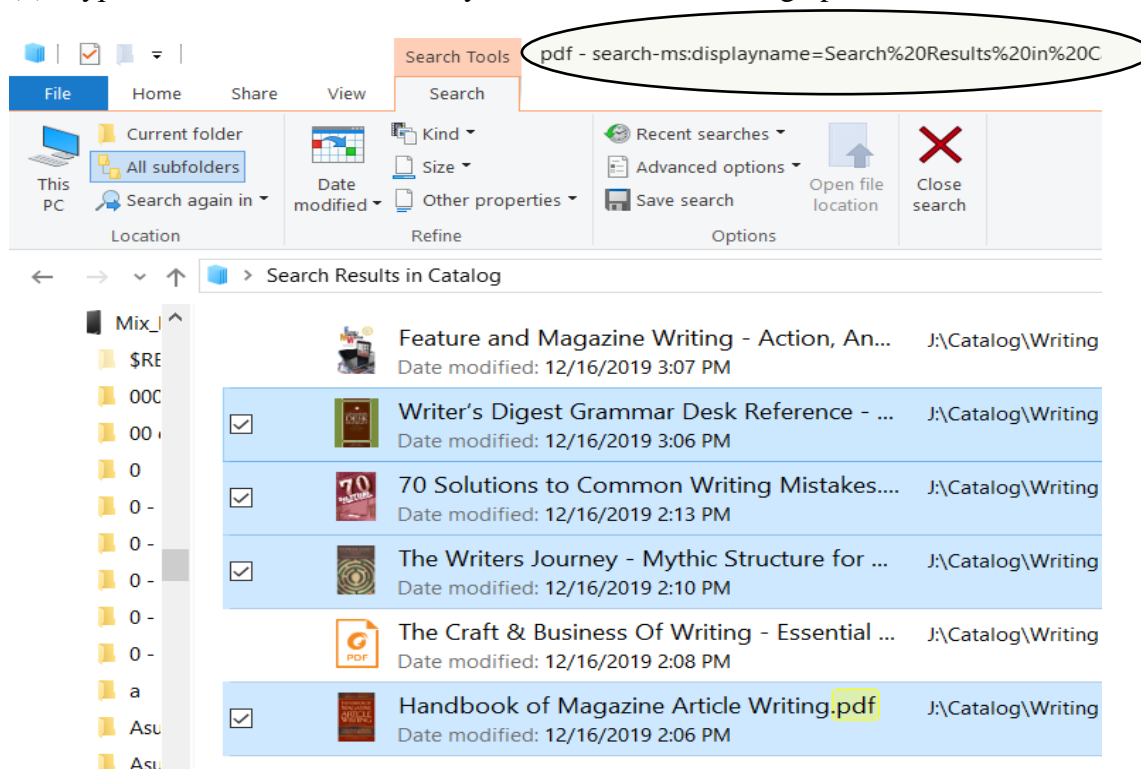 Search Tools
pdf - search-ms:displayname=Search%20Results%20in%20C
File Home Share View Search
This PC
Current folder
All subfolders
Search again in
Location
Date modified
Kind
Size
Other properties
Refine
Recent searches
Advanced options
Save search
Open file location
Options
Close search
Search Results in Catalog
Mix_
$RE
000
00
0
0 -
0 -
0 -
0 -
0 -
a
Asu
Asu
Feature and Magazine Writing - Action, An... J:\Catalog\Writing
Date modified: 12/16/2019 3:07 PM
Writer's Digest Grammar Desk Reference - ... J:\Catalog\Writing
Date modified: 12/16/2019 3:06 PM
70 Solutions to Common Writing Mistakes.... J:\Catalog\Writing
Date modified: 12/16/2019 2:13 PM
The Writers Journey - Mythic Structure for ... J:\Catalog\Writing
Date modified: 12/16/2019 2:10 PM
PDF
The Craft & Business Of Writing - Essential ... J:\Catalog\Writing
Date modified: 12/16/2019 2:08 PM
Handbook of Magazine Article Writing.pdf J:\Catalog\Writing
Date modified: 12/16/2019 2:06 PM